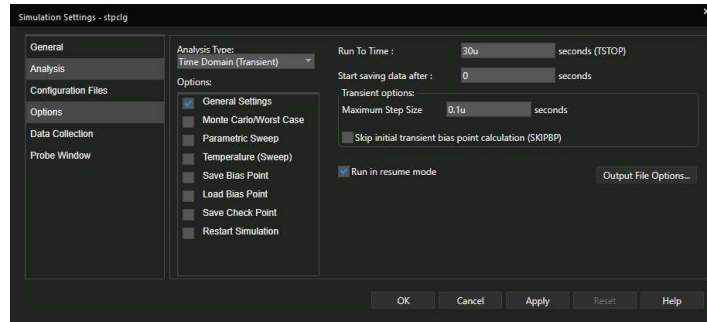 Simulation Settings - stpclg
General
Analysis
Configuration Files
Options
Data Collection
Probe Window
Analysis Type:
Time Domain (Transient)
Options:
General Settings
Monte Carlo/Worst Case
Parametric Sweep
Temperature (Sweep)
Save Bias Point
Load Bias Point
Save Check Point
Restart Simulation
Run To Time : 30u seconds (TSTOP)
Start saving data after : 0 seconds
Transient options:
Maximum Step Size 0.1u seconds
Skip initial transient bias point calculation (SKIPBP)
Run in resume mode
Output File Options...
OK Cancel Apply Reset Help